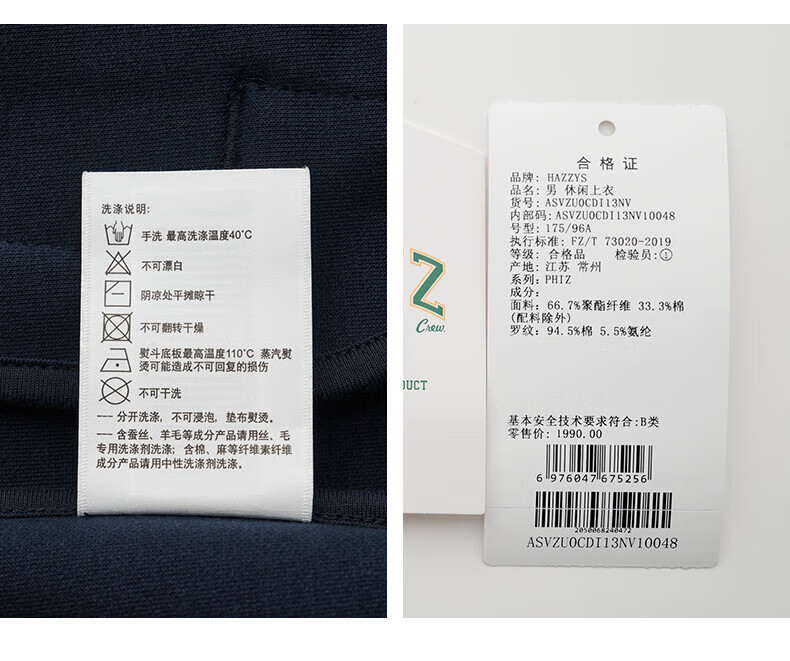 洗涤说明:
手洗 最高洗涤温度40℃
不可漂白
阴凉处平摊晾干
不可翻转干燥
熨斗底板最高温度110℃ 蒸汽熨
烫可能造成不可回复的损伤
不可干洗
--- 分开洗涤, 不可浸泡, 垫布熨烫。
--- 含蚕丝、羊毛等成分产品请用丝、毛
专用洗涤剂洗涤; 含棉、麻等纤维素纤维
成分产品请用中性洗涤剂洗涤。
Z
Crew.
DUCT
合格证
品牌: HAZZYS
品名: 男 休闲上衣
货号: ASVZU0CDI13NV
内部码: ASVZU0CDI13NV10048
号型: 175/96A
执行标准: FZ/T 73020-2019
等级: 合格品 检验员:①
产地: 江苏 常州
系列: PHIZ
成分:
面料: 66.7%聚酯纤维 33.3%棉
(配料除外)
罗纹: 94.5%棉 5.5%氨纶
基本安全技术要求符合:B类
零售价: 1990.00
6 976047 675256
2050068240472
ASVZU0CDI13NV10048